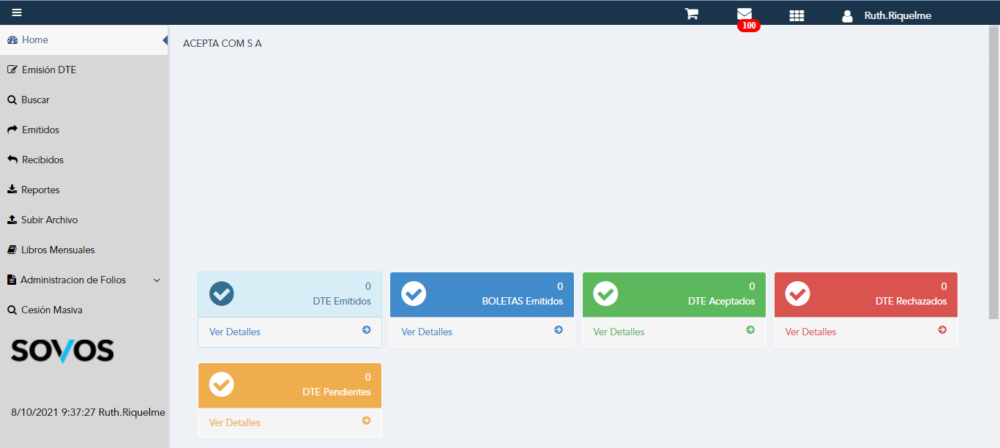 100
Ruth.Riquelme
Home
Emisión DTE
Buscar
Emitidos
Recibidos
Reportes
Subir Archivo
Libros Mensuales
Administracion de Folios
Cesión Masiva
SOVOS
8/10/2021 9:37:27 Ruth.Riquelme
ACEPTA COM S A
0
DTE Emitidos
Ver Detalles
0
BOLETAS Emitidos
Ver Detalles
0
DTE Aceptados
Ver Detalles
0
DTE Rechazados
Ver Detalles
0
DTE Pendientes
Ver Detalles